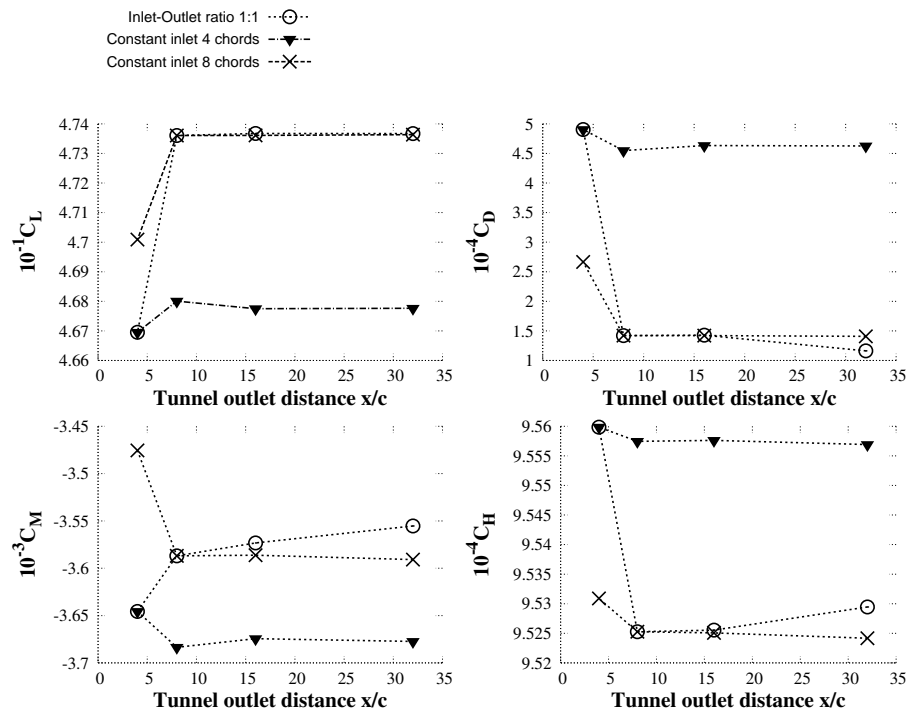 Inlet-Outlet ratio 1:1
Constant inlet 4 chords
Constant inlet 8 chords
4.74
4.73
4.72
4.71
4.7
4.69
4.68
4.67
4.66
10⁻¹C_L
0 5 10 15 20 25 30 35
Tunnel outlet distance x/c
5
4.5
4
3.5
3
2.5
2
1.5
1
10⁻⁴C_D
0 5 10 15 20 25 30 35
Tunnel outlet distance x/c
-3.45
-3.5
-3.55
-3.6
-3.65
-3.7
10⁻³C_M
0 5 10 15 20 25 30 35
Tunnel outlet distance x/c
9.56
9.555
9.55
9.545
9.54
9.535
9.53
9.525
9.52
10⁻⁴C_H
0 5 10 15 20 25 30 35
Tunnel outlet distance x/c